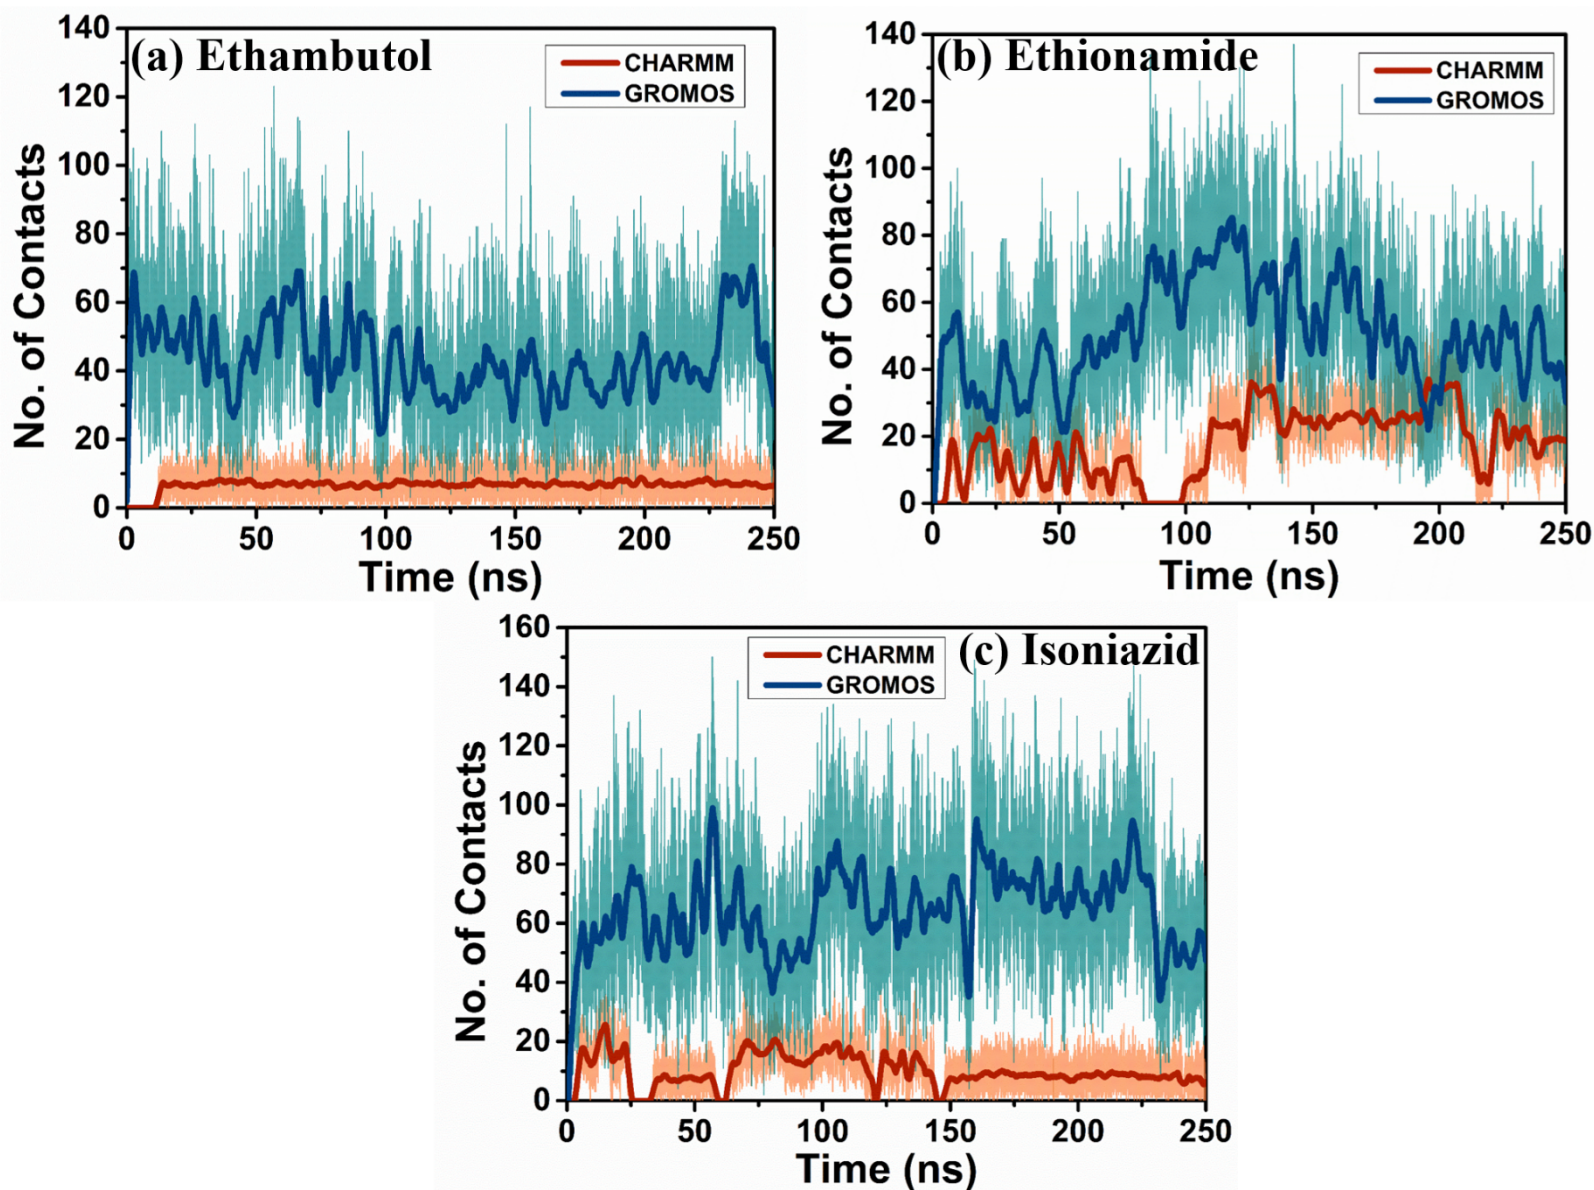 (a) Ethambutol
CHARMM
GROMOS
No. of Contacts
140
120
100
80
60
40
20
0
0 50 100 150 200 250
Time (ns)
(b) Ethionamide
CHARMM
GROMOS
No. of Contacts
140
120
100
80
60
40
20
0
0 50 100 150 200 250
Time (ns)
(c) Isoniazid
CHARMM
GROMOS
No. of Contacts
160
140
120
100
80
60
40
20
0
0 50 100 150 200 250
Time (ns)